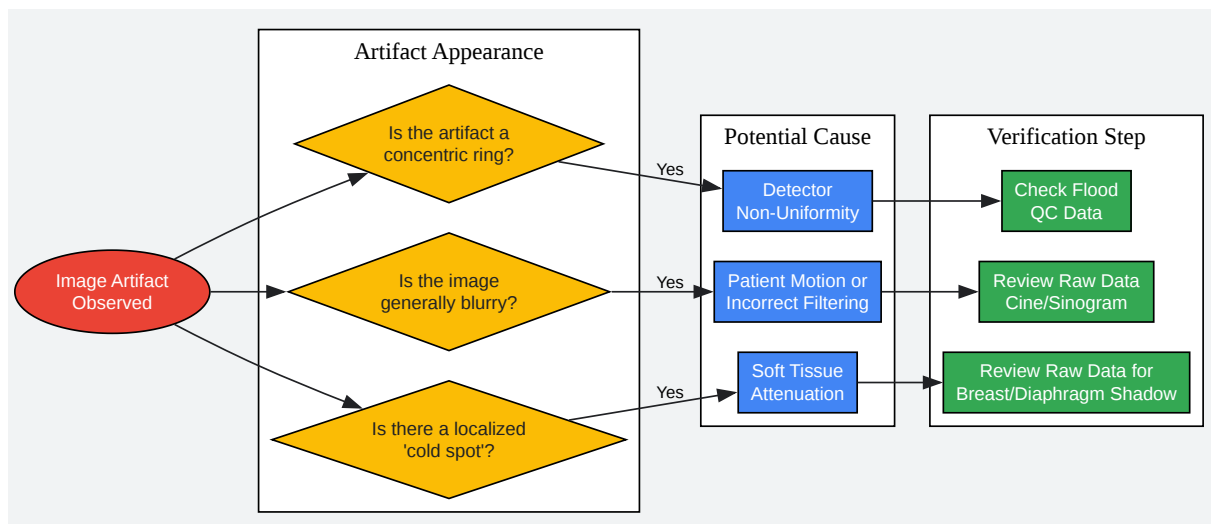 Image Artifact
Observed
Artifact Appearance
Is the artifact a
concentric ring?
Is the image
generally blurry?
Is there a localized
'cold spot'?
Yes
Yes
Yes
Potential Cause
Detector
Non-Uniformity
Patient Motion or
Incorrect Filtering
Soft Tissue
Attenuation
Verification Step
Check Flood
QC Data
Review Raw Data
Cine/Sinogram
Review Raw Data for
Breast/Diaphragm Shadow